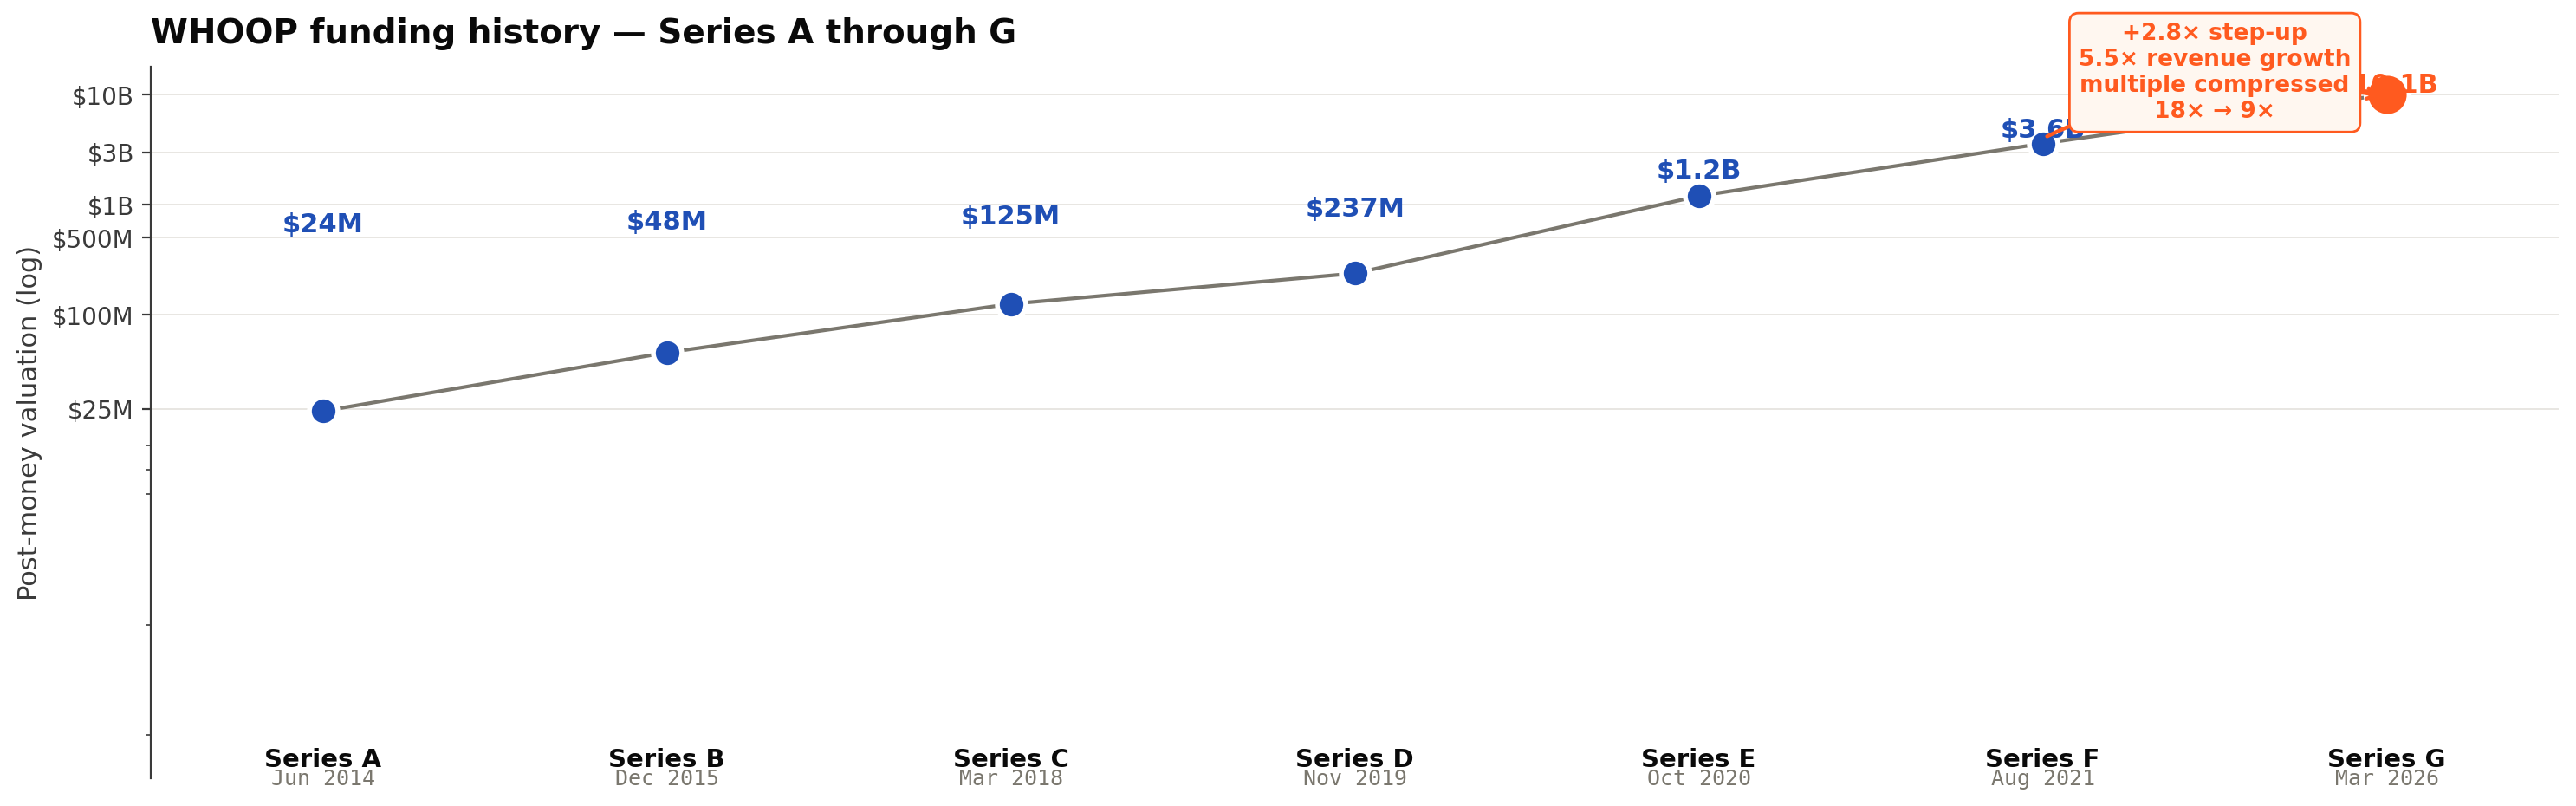 WHOOP funding history — Series A through G
+2.8× step-up
5.5× revenue growth
multiple compressed
18× → 9×
Post-money valuation (log)
$10B
$3B
$1B
$500M
$100M
$25M
$24M
$48M
$125M
$237M
$1.2B
$3.6B
Series A
Jun 2014
Series B
Dec 2015
Series C
Mar 2018
Series D
Nov 2019
Series E
Oct 2020
Series F
Aug 2021
Series G
Mar 2026